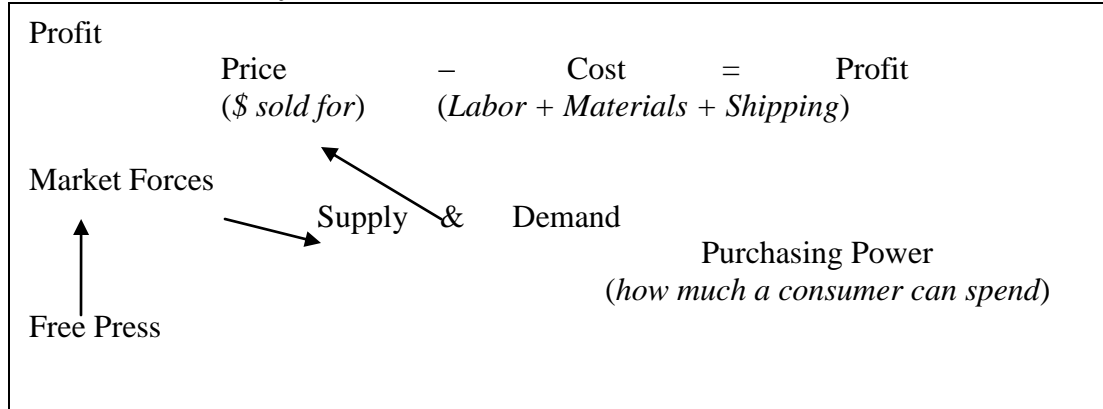 Profit
Price – Cost = Profit
($ sold for) (Labor + Materials + Shipping)
Market Forces
Supply & Demand
Purchasing Power
(how much a consumer can spend)
Free Press